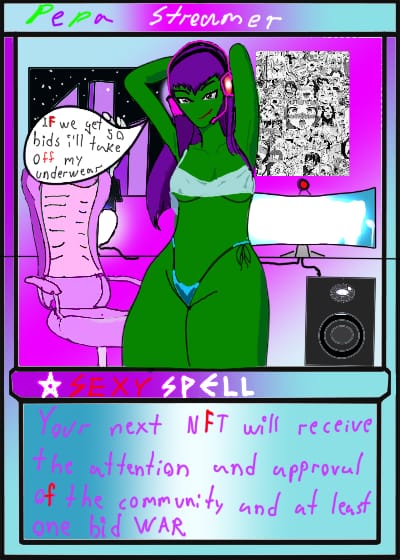 Pepa Streamer
IF we get 50
bids i'll take
off my
underwear
SEXY SPELL
Your next NFT will receive
the attention and approval
of the community and at least
one bid WAR